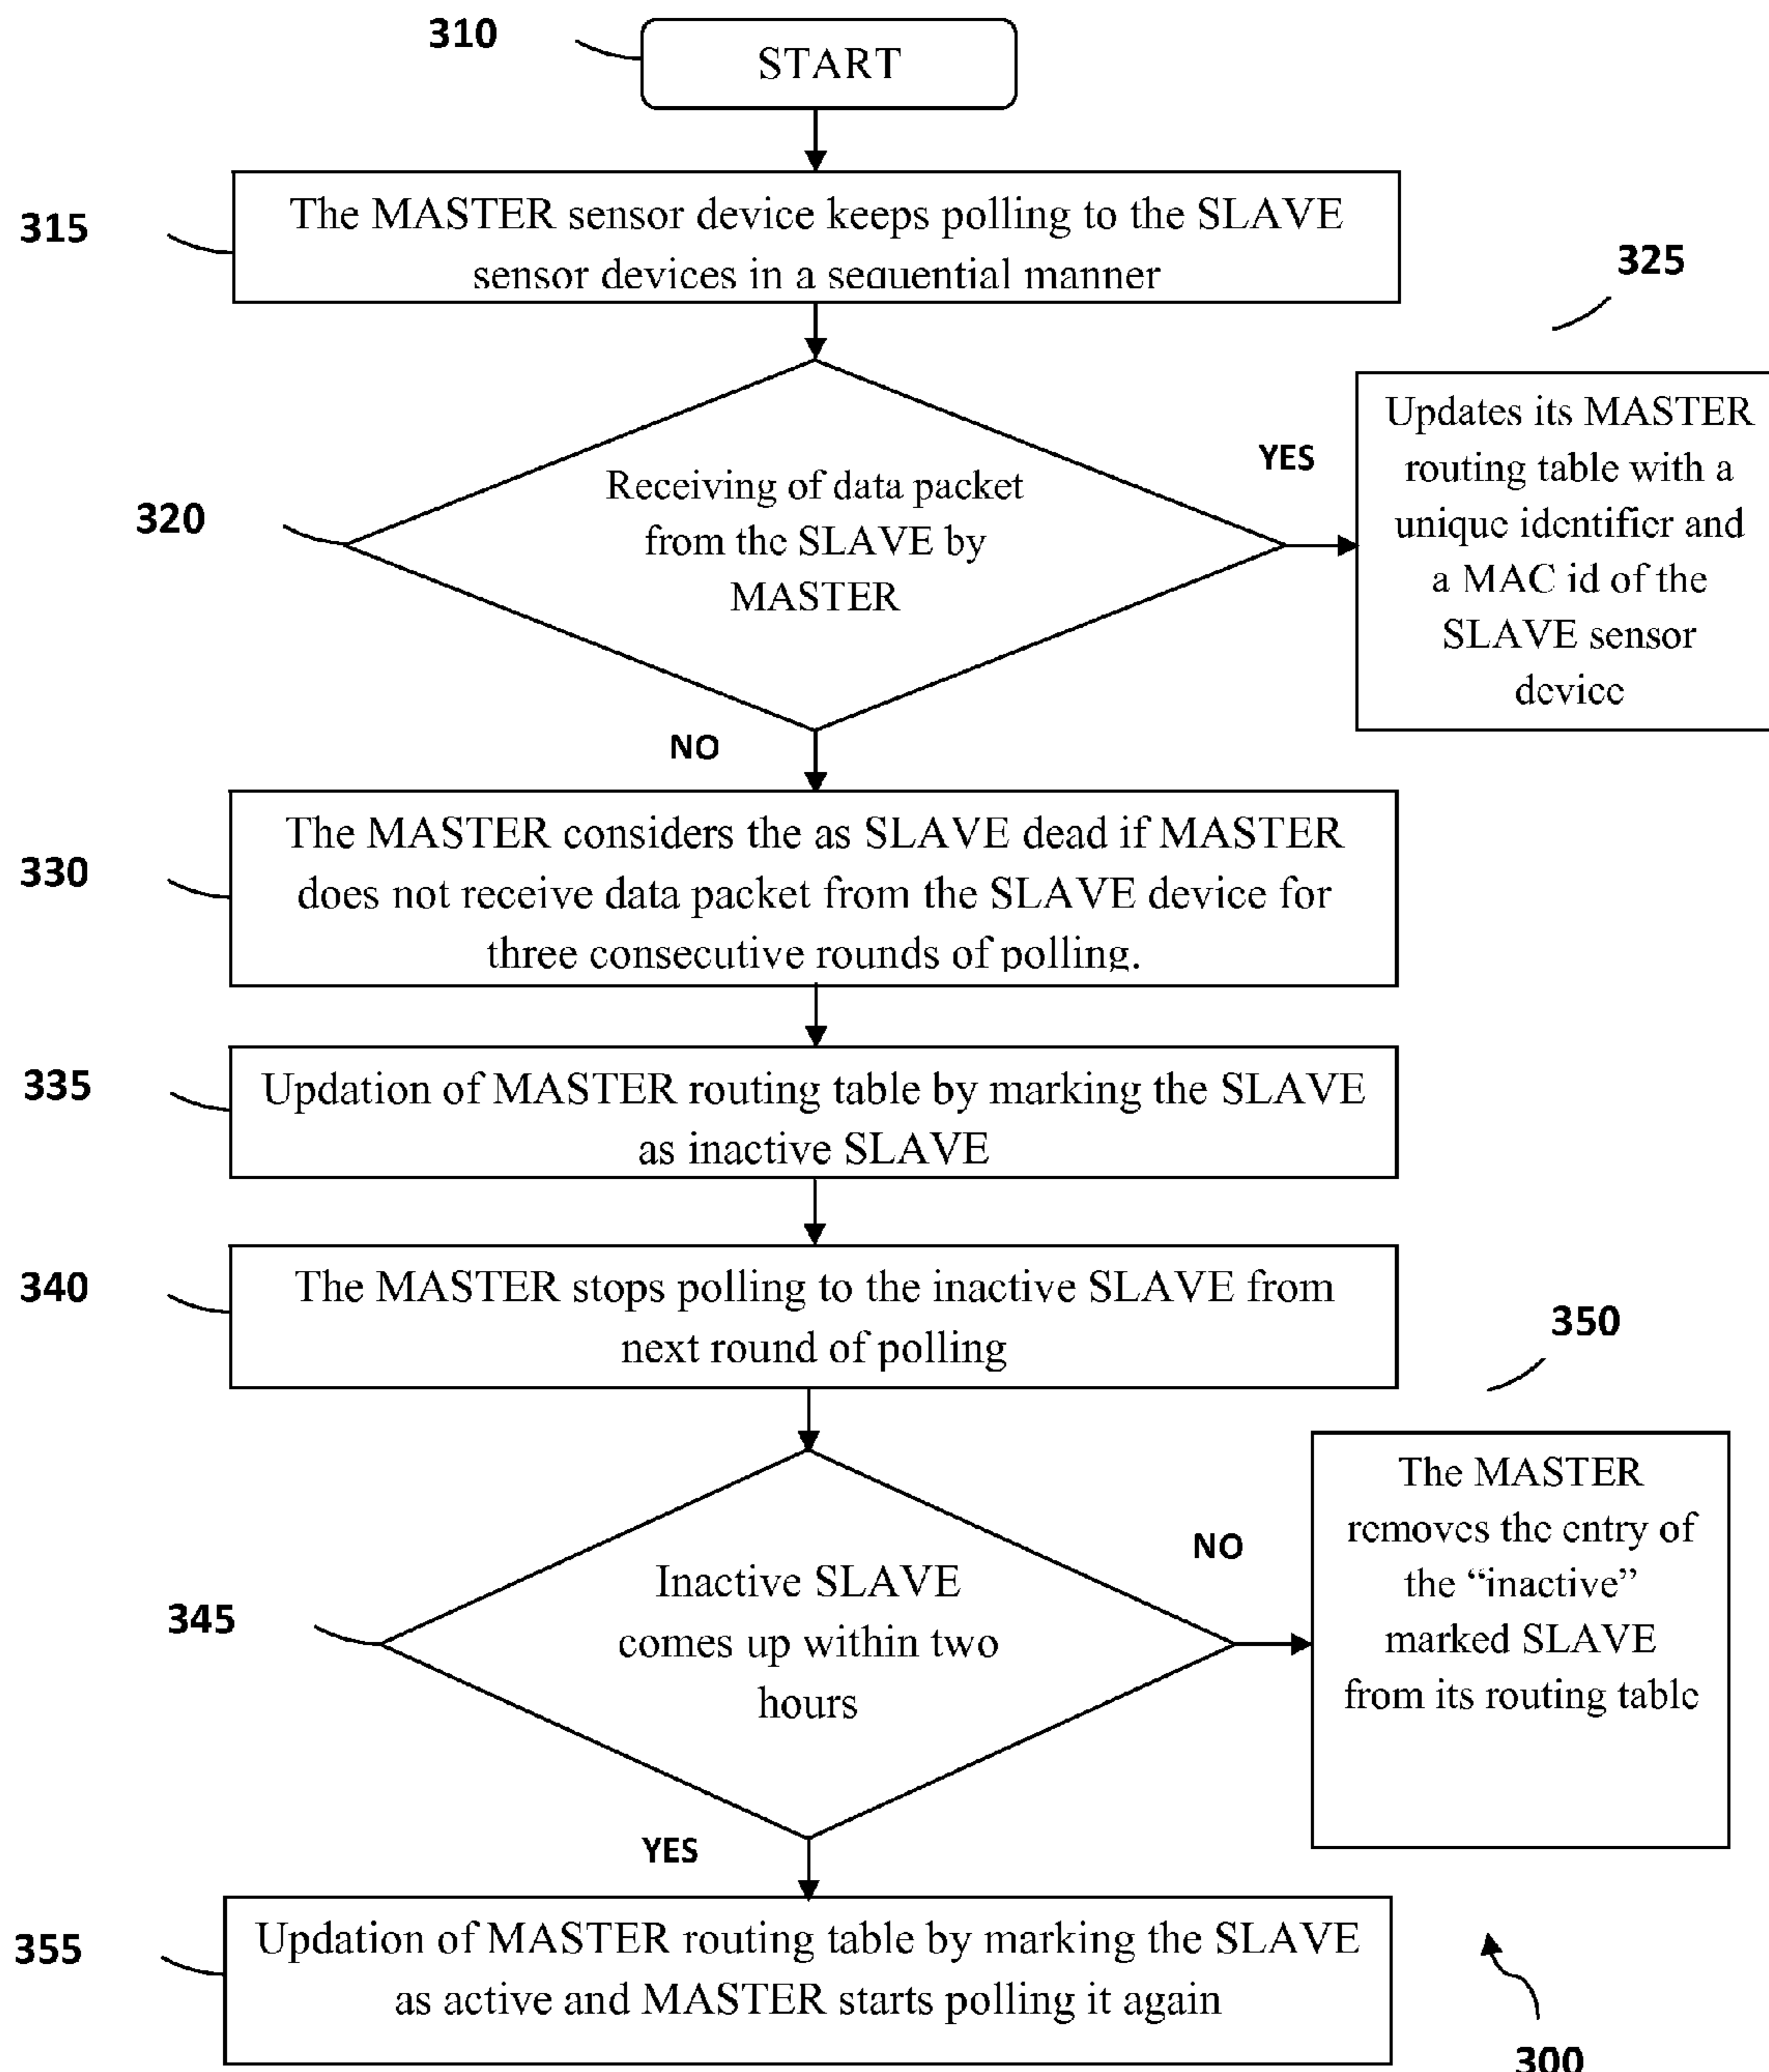 310
START
315
The MASTER sensor device keeps polling to the SLAVE
sensor devices in a sequential manner
325
320
Receiving of data packet
from the SLAVE by
MASTER
YES
Updates its MASTER
routing table with a
unique identifier and
a MAC id of the
SLAVE sensor
device
NO
330
The MASTER considers the as SLAVE dead if MASTER
does not receive data packet from the SLAVE device for
three consecutive rounds of polling.
335
Updation of MASTER routing table by marking the SLAVE
as inactive SLAVE
340
The MASTER stops polling to the inactive SLAVE from
next round of polling
350
345
Inactive SLAVE
comes up within two
hours
NO
The MASTER
removes the entry of
the “inactive”
marked SLAVE
from its routing table
YES
355
Updation of MASTER routing table by marking the SLAVE
as active and MASTER starts polling it again
300